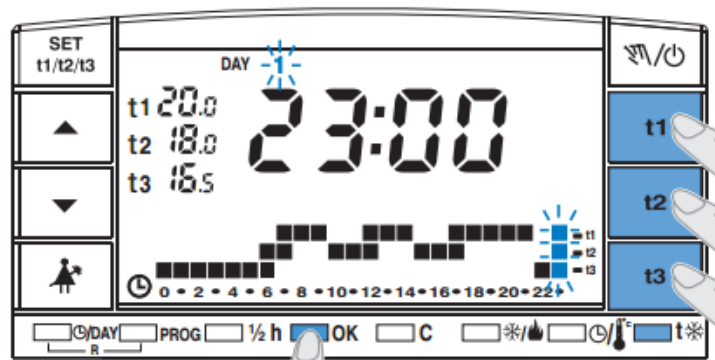 SET
t1/t2/t3
DAY 1
t1 20.0
t2 18.0
t3 16.5
23:00
t1
t2
t3
0 • 2 • 4 • 6 • 8 • 10 • 12 • 14 • 16 • 18 • 20 • 22 •
t1
t2
t3
/DAY
R
PROG
½ h
OK
C
/
/ °c
t